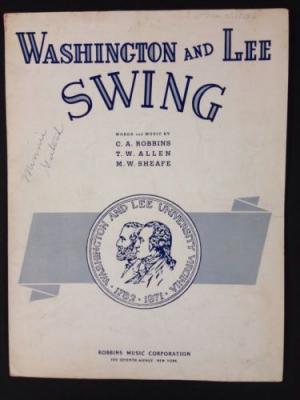 WASHINGTON AND LEE
SWING
WORDS AND MUSIC BY
C. A. ROBBINS
T. W. ALLEN
M. W. SHEAFE
WASHINGTON AND LEE UNIVERSITY VIRGINIA
·1782·1871·
ROBBINS MUSIC CORPORATION
799 SEVENTH AVENUE NEW YORK